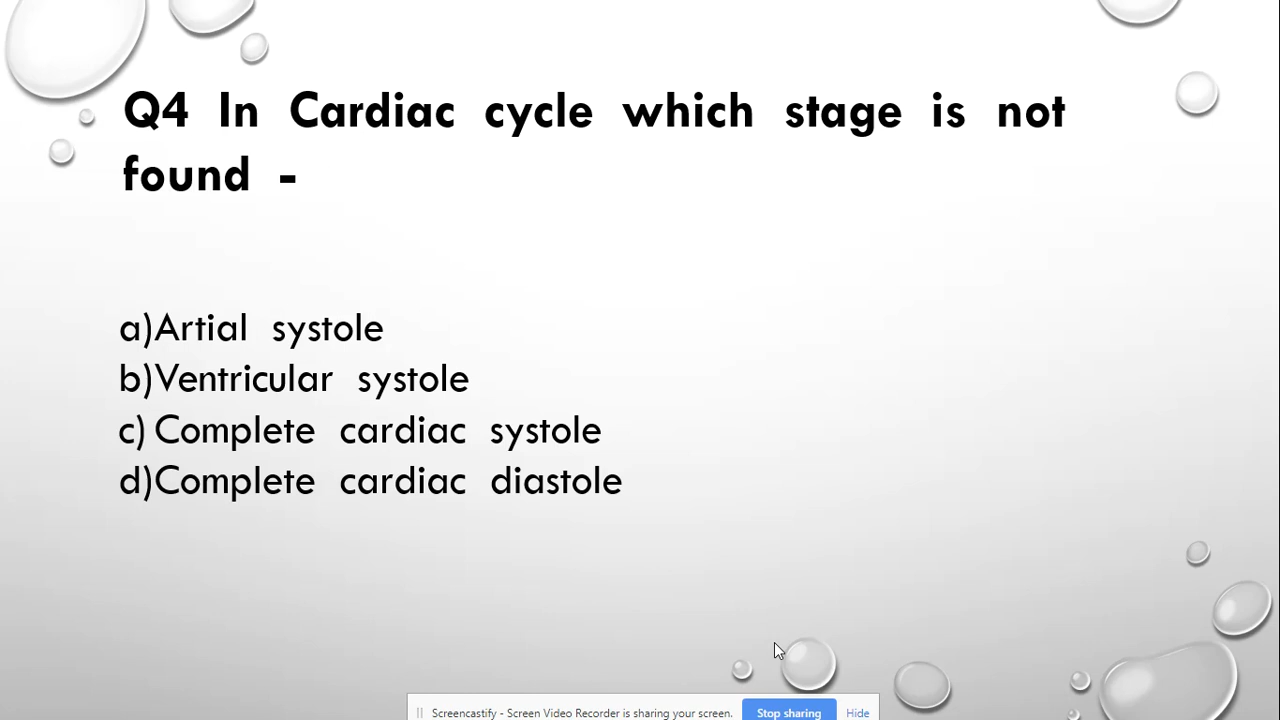 Q4 In Cardiac cycle which stage is not
found -
a)Artial systole
b)Ventricular systole
c) Complete cardiac systole
d)Complete cardiac diastole
Screencastify - Screen Video Recorder is sharing your screen. Stop sharing Hide